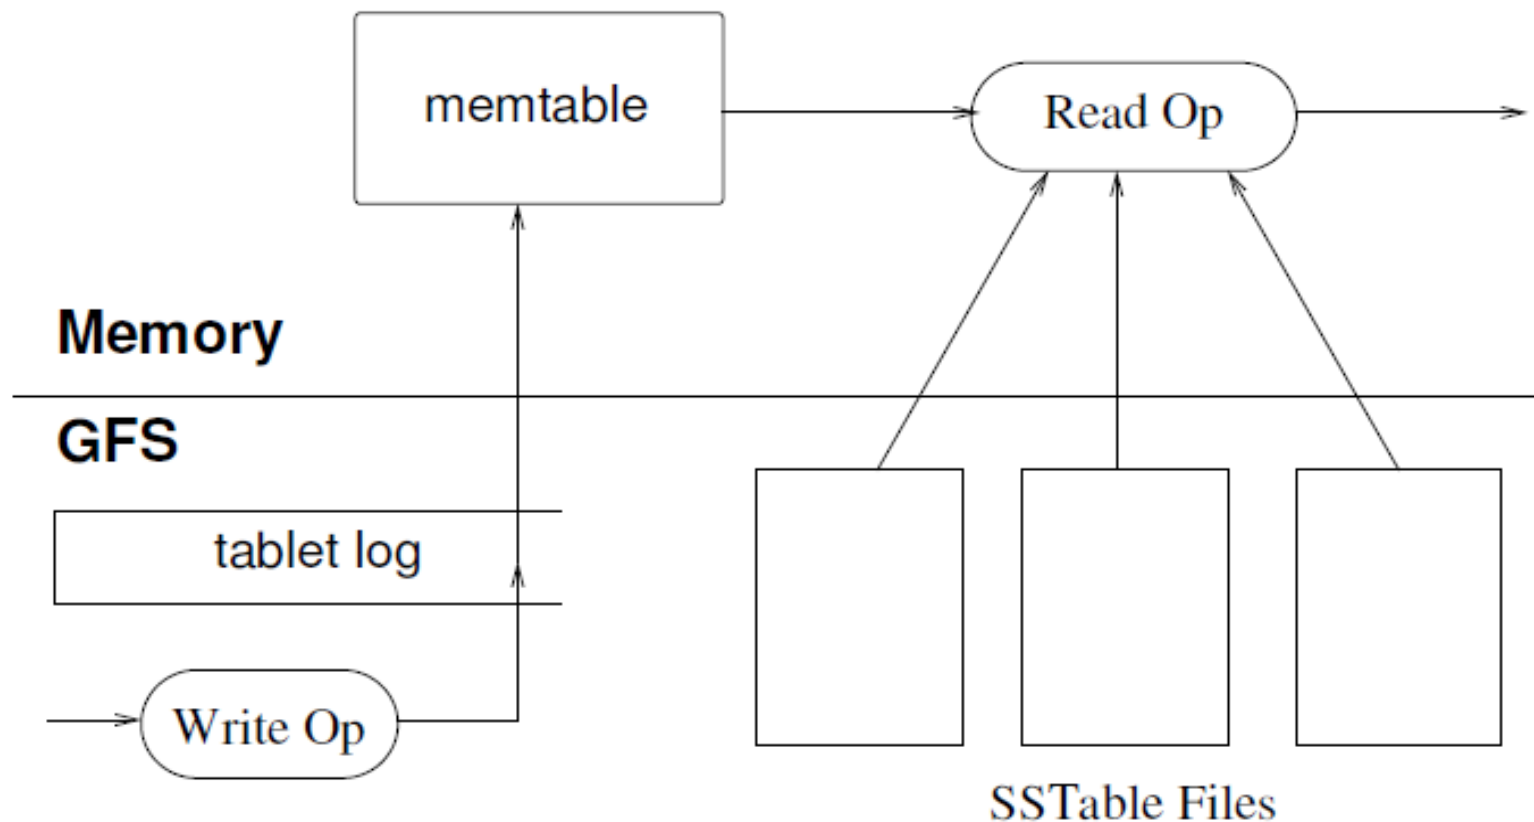 memtable
Read Op
Memory
GFS
tablet log
Write Op
SSTable Files